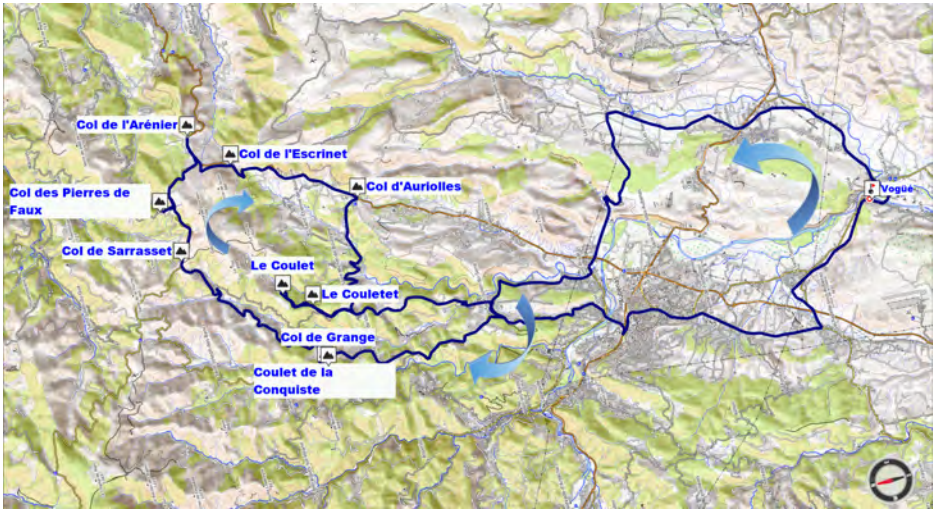 Col de l'Arénier
Col de l'Escrinet
Col d'Auriolles
Col des Pierres de
Faux
Vogüé
Col de Sarrasset
Le Coulet
Le Couletet
Col de Grange
Coulet de la
Conquiste